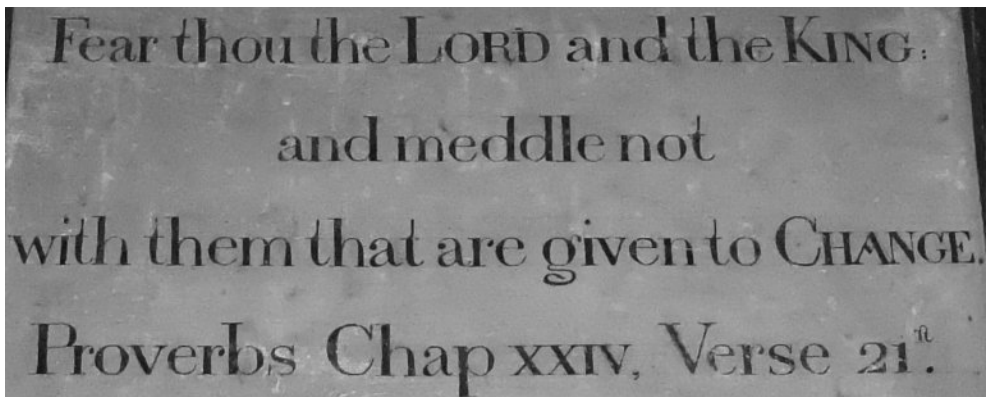 Fear thou the LORD and the KING:
and meddle not
with them that are given to CHANGE.
Proverbs Chap XXIV, Verse 21st.